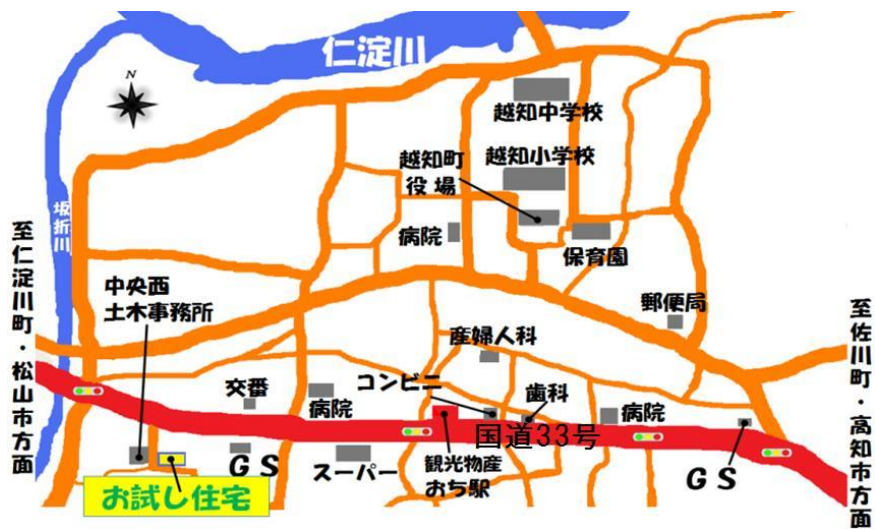 仁淀川
N
越知中学校
越知小学校
越知町
役場
坂折川
病院
保育園
至仁淀川町・松山市方面
中央西
土木事務所
郵便局
至佐川町・高知市方面
産婦人科
コンビニ
交番
病院
歯科
病院
国道33号
GS
スーパー
観光物産
おち駅
GS
お試し住宅